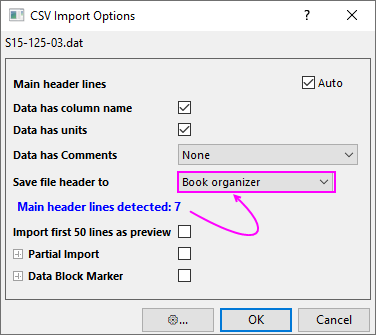 CSV Import Options
S15-125-03.dat
Main header lines Auto
Data has column name
Data has units
Data has Comments None
Save file header to Book organizer
Main header lines detected: 7
Import first 50 lines as preview
Partial Import
Data Block Marker
... OK Cancel